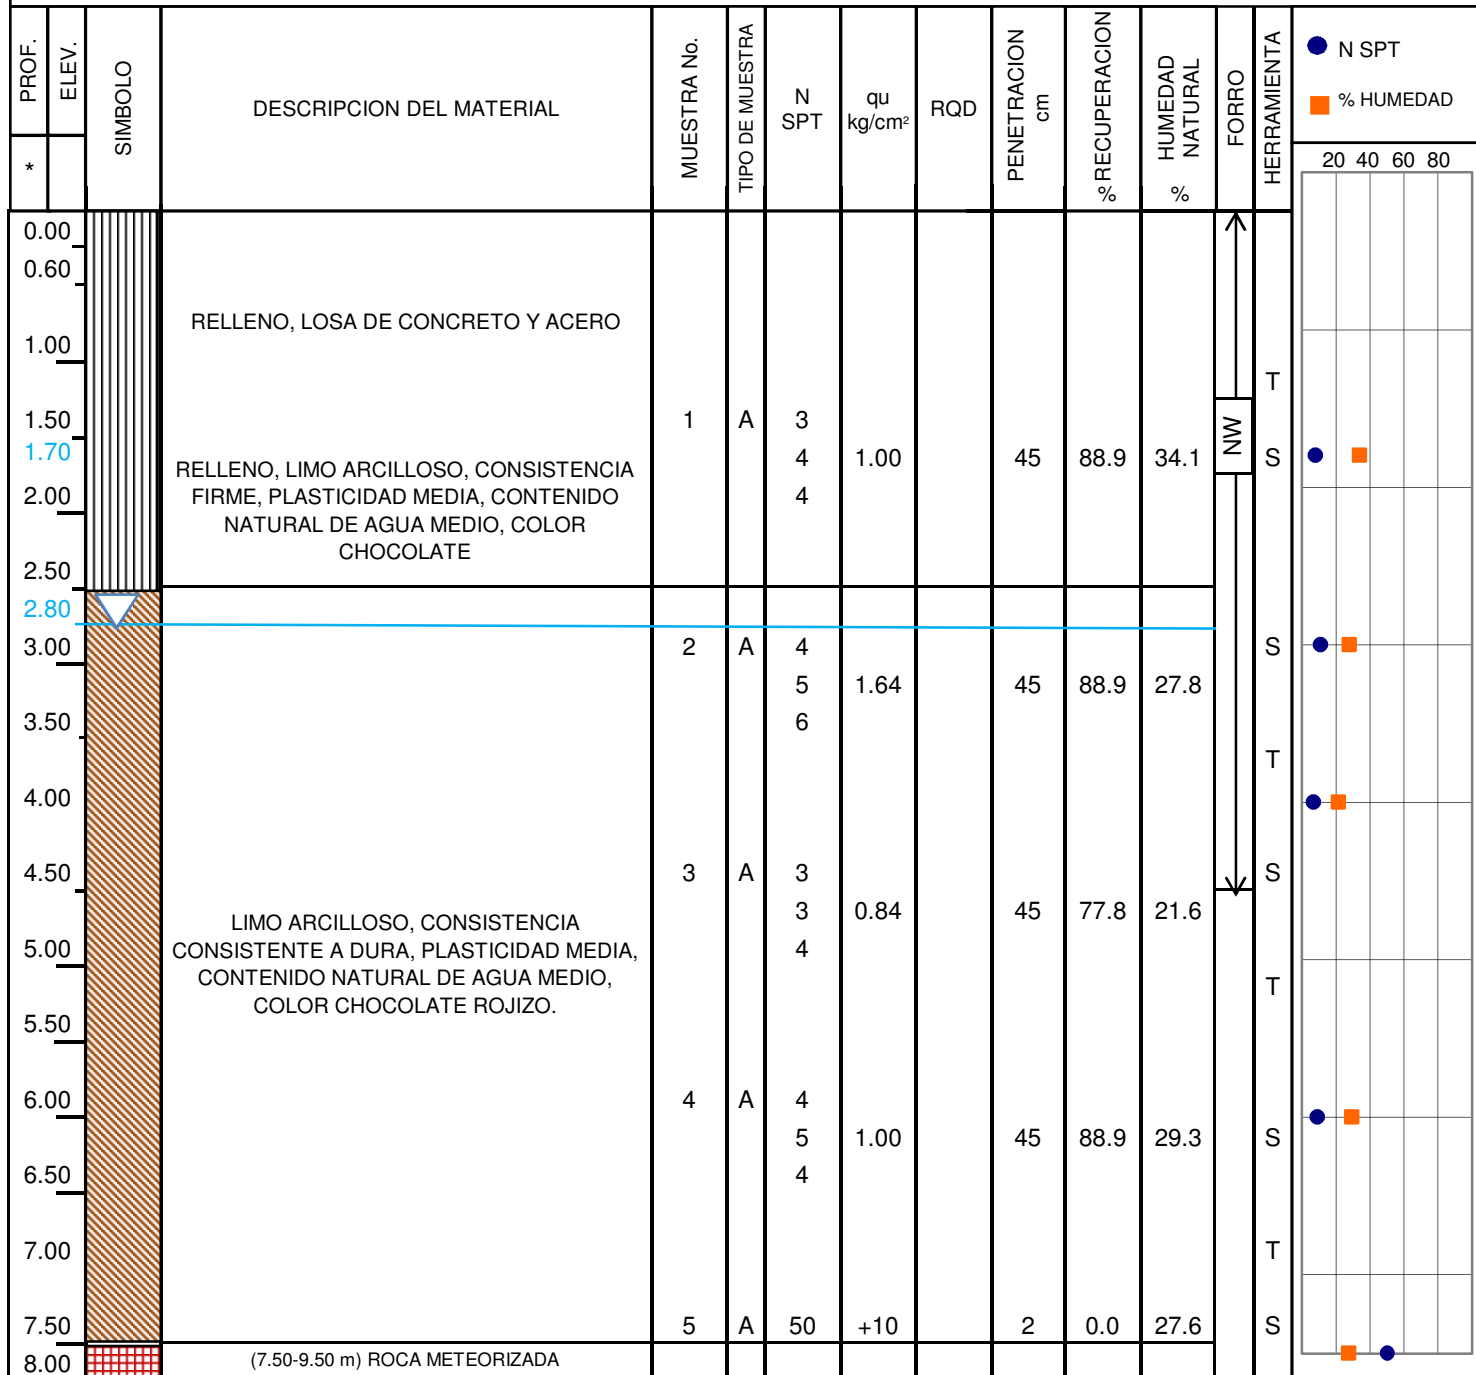 PROF. ELEV. SIMBOLO DESCRIPCION DEL MATERIAL MUESTRA No. TIPO DE MUESTRA N SPT qu kg/cm² RQD PENETRACION cm RECUPERACION % HUMEDAD NATURAL % FORRO HERRAMIENTA
N SPT
% HUMEDAD
*
20 40 60 80
0.00
0.60
RELLENO, LOSA DE CONCRETO Y ACERO
1.00
T
1.50 1 A 3
NW
1.70 4 1.00 45 88.9 34.1 S
RELLENO, LIMO ARCILLOSO, CONSISTENCIA
2.00 FIRME, PLASTICIDAD MEDIA, CONTENIDO 4
NATURAL DE AGUA MEDIO, COLOR
CHOCOLATE
2.50
2.80
3.00 2 A 4 S
5 1.64 45 88.9 27.8
3.50 6
T
4.00
4.50 3 A 3 S
3 0.84 45 77.8 21.6
LIMO ARCILLOSO, CONSISTENCIA
5.00 CONSISTENTE A DURA, PLASTICIDAD MEDIA, 4
CONTENIDO NATURAL DE AGUA MEDIO,
T
COLOR CHOCOLATE ROJIZO.
5.50
6.00 4 A 4
5 1.00 45 88.9 29.3 S
6.50 4
7.00 T
7.50 5 A 50 +10 2 0.0 27.6 S
8.00 (7.50-9.50 m) ROCA METEORIZADA